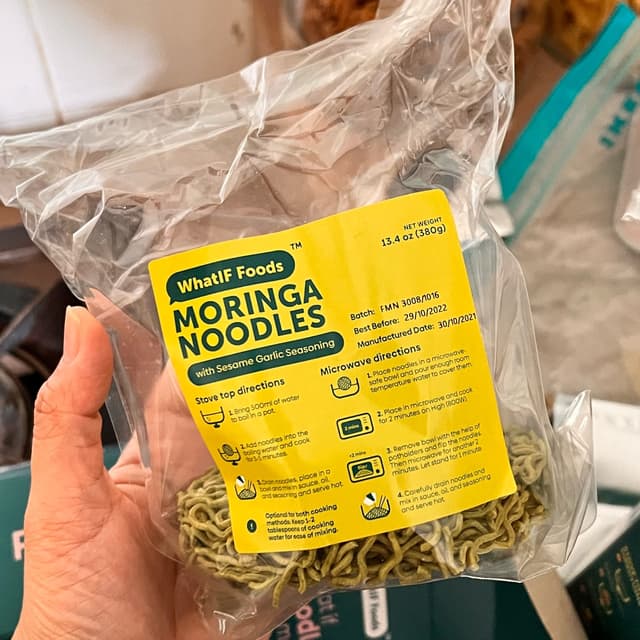 WhatIF Foods™
MORINGA
NOODLES
with Sesame Garlic Seasoning
NET WEIGHT
13.4 oz (380g)
Batch: FMN 3008/1016
Best Before: 29/10/2022
Manufactured Date: 30/10/2021
Stove top directions
1. Bring 500ml of water
to boil in a pot.
2. Add noodles into the
boiling water and cook
for
3. Drain noodles, place in a
bowl and mix in sauce, oil,
and seasoning and serve hot.
Optional for both cooking
methods: Keep 1-2
tablespoons of cooking
water for ease of mixing.
Microwave directions
1. Place noodles in a microwave-
safe bowl and pour enough room
temperature water to cover them.
2 mins
2. Place in microwave and cook
for 2 minutes on High (800W).
+2 mins
3. Remove bowl with the help of
potholders and flip the noodles.
Then microwave for another 2
minutes. Let stand for 1 minute.
4. Carefully drain noodles and
mix in sauce, oil, and seasoning
and serve hot.
WhatIF Foods